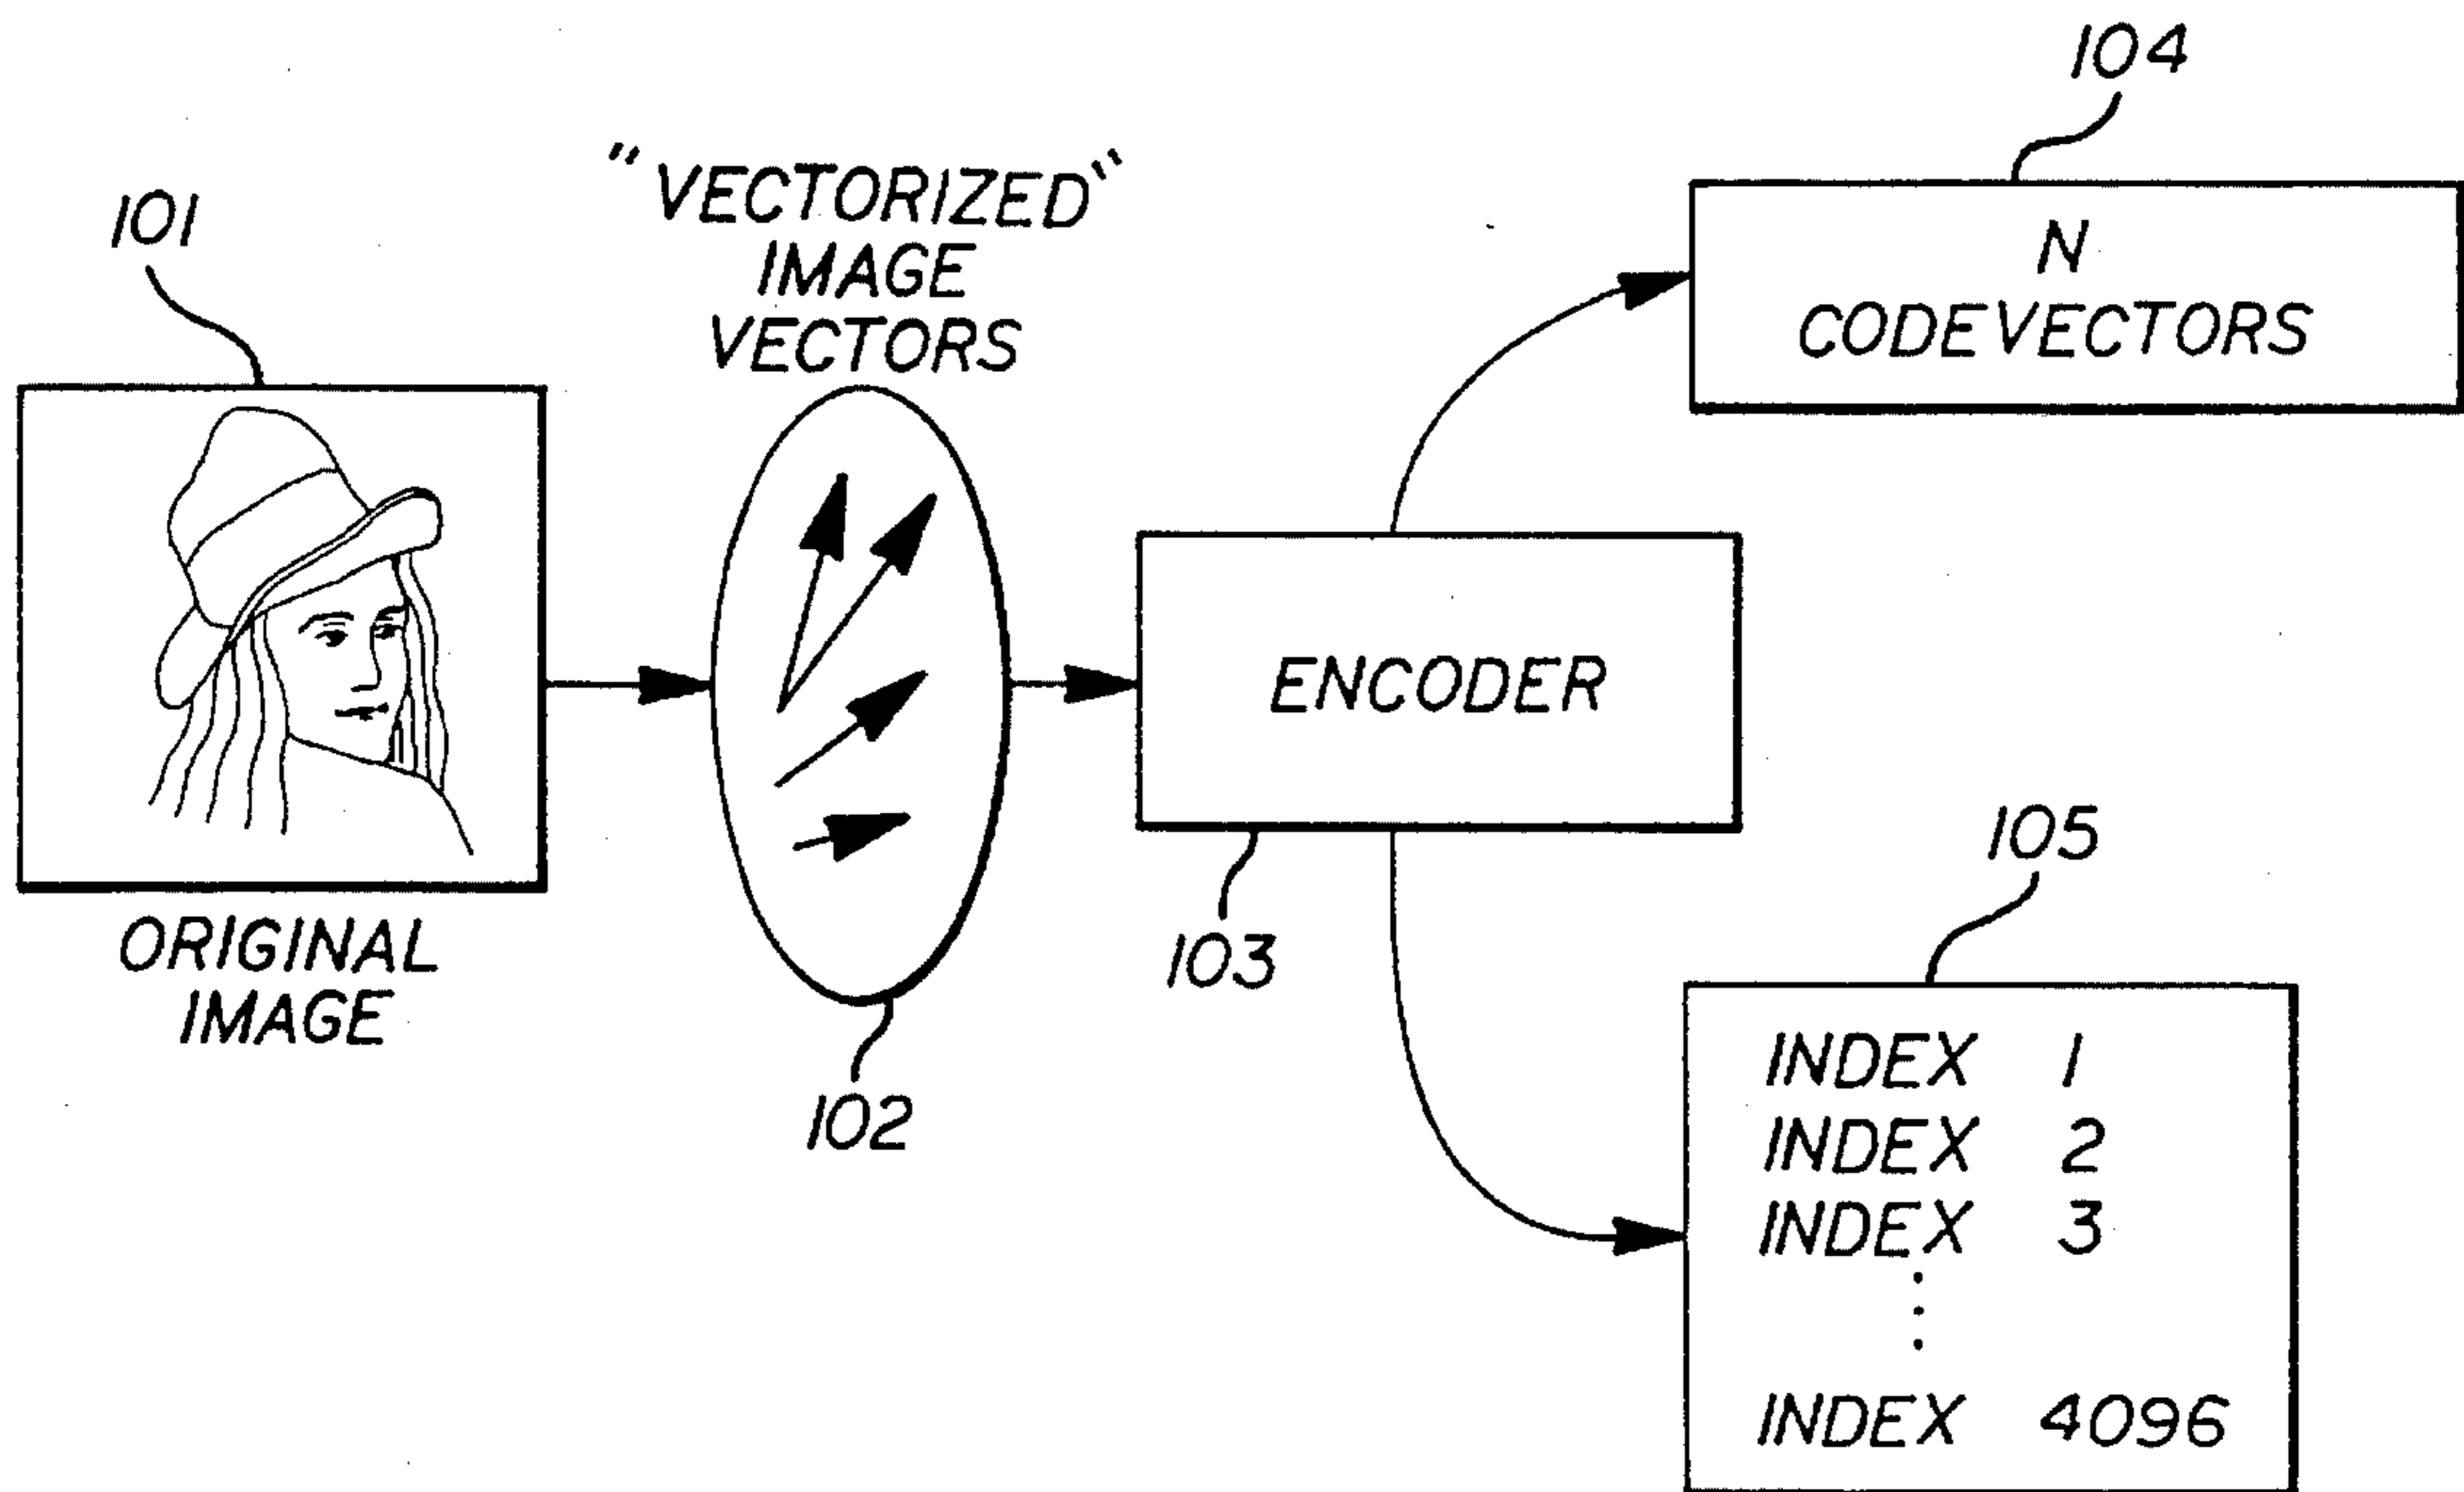 104
"VECTORIZED"
IMAGE
VECTORS
101
N
CODEVECTORS
ENCODER
ORIGINAL
IMAGE
103
102
105
INDEX 1
INDEX 2
INDEX 3
INDEX 4096